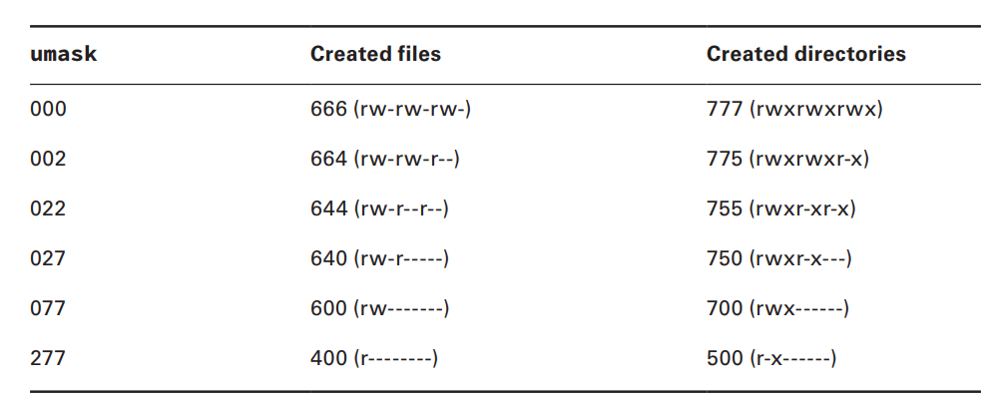 umask Created files Created directories
000 666 (rw-rw-rw-) 777 (rwxrwxrwx)
002 664 (rw-rw-r--) 775 (rwxrwxr-x)
022 644 (rw-r--r--) 755 (rwxr-xr-x)
027 640 (rw-r-----) 750 (rwxr-x---)
077 600 (rw-------) 700 (rwx------)
277 400 (r--------) 500 (r-x------)